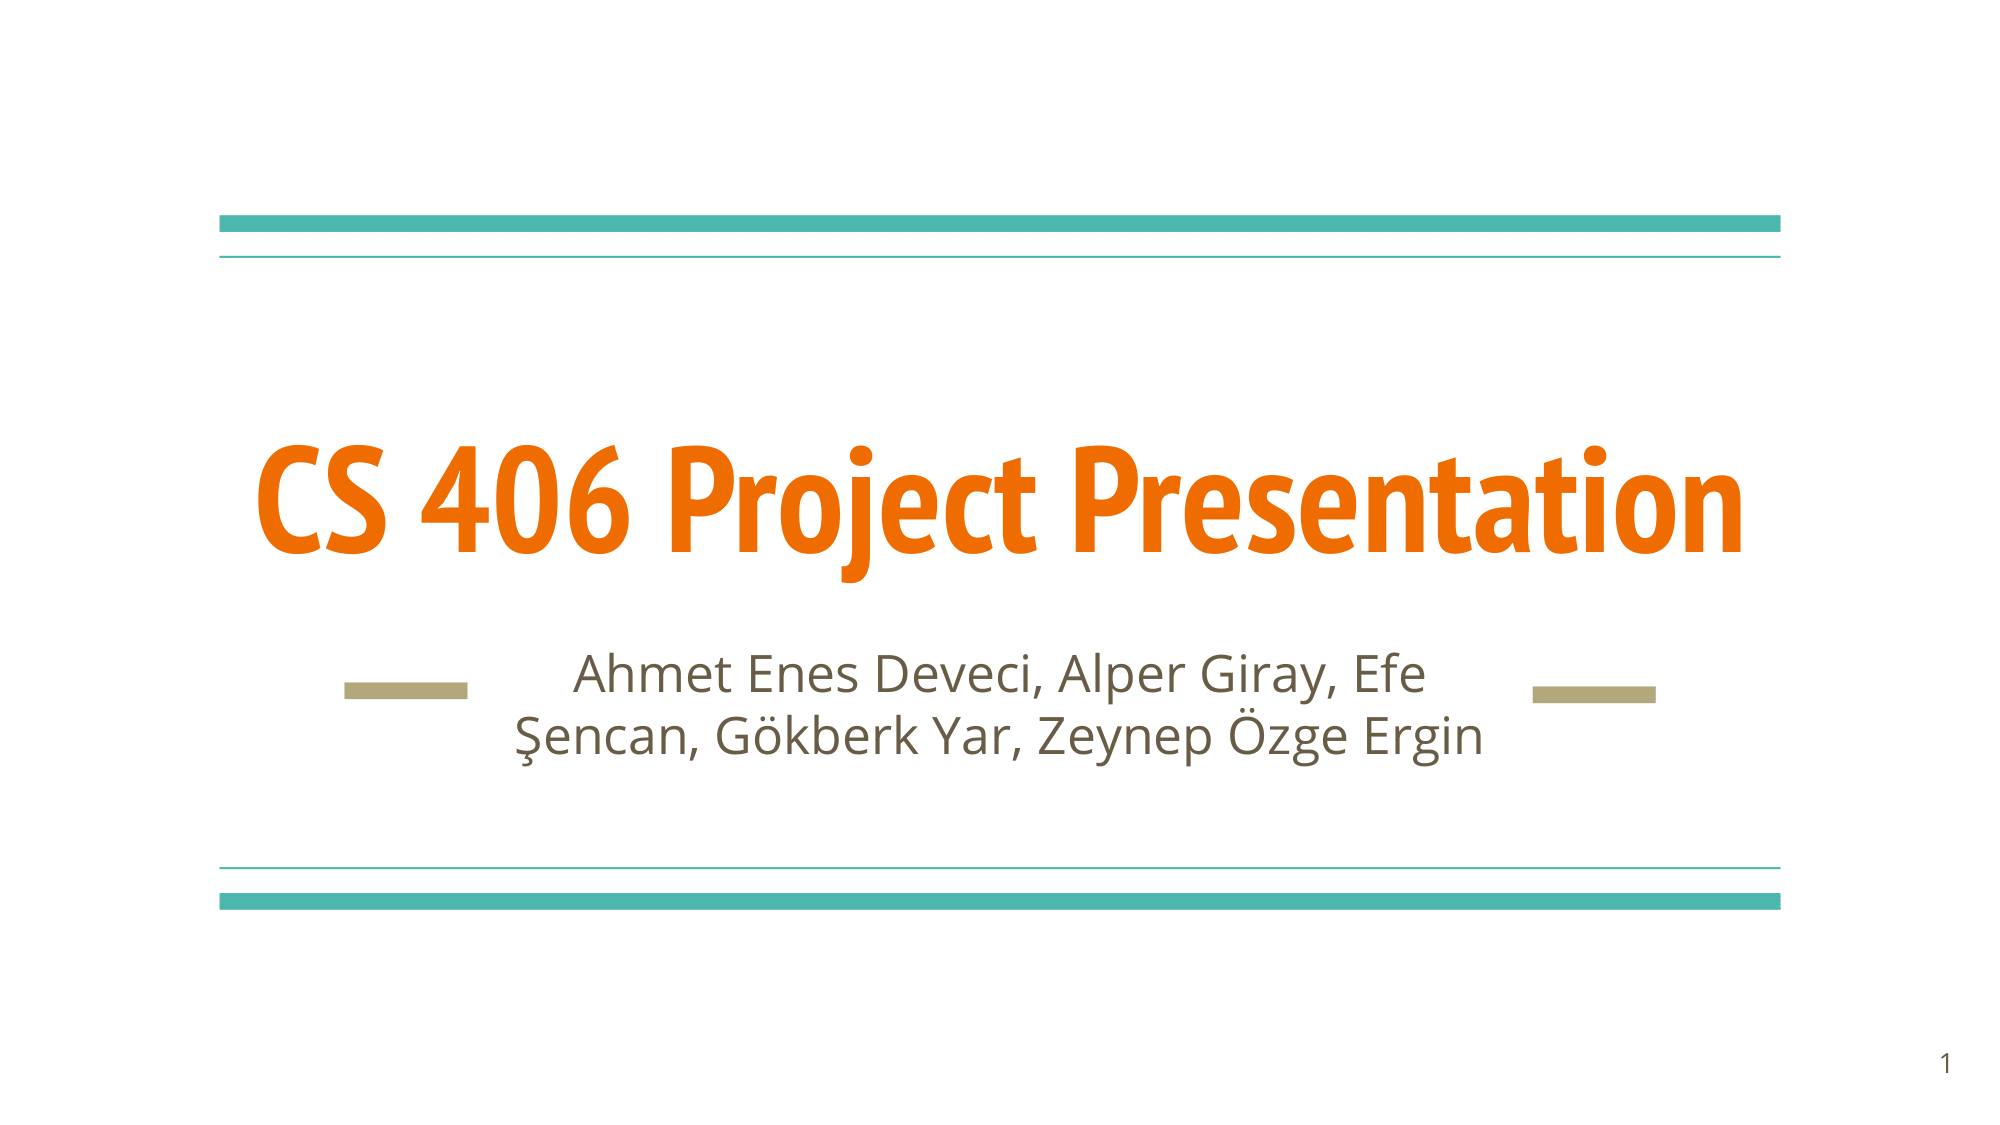 CS 406 Project Presentation
Ahmet Enes Deveci, Alper Giray, Efe
Şencan, Gökberk Yar, Zeynep Özge Ergin
1